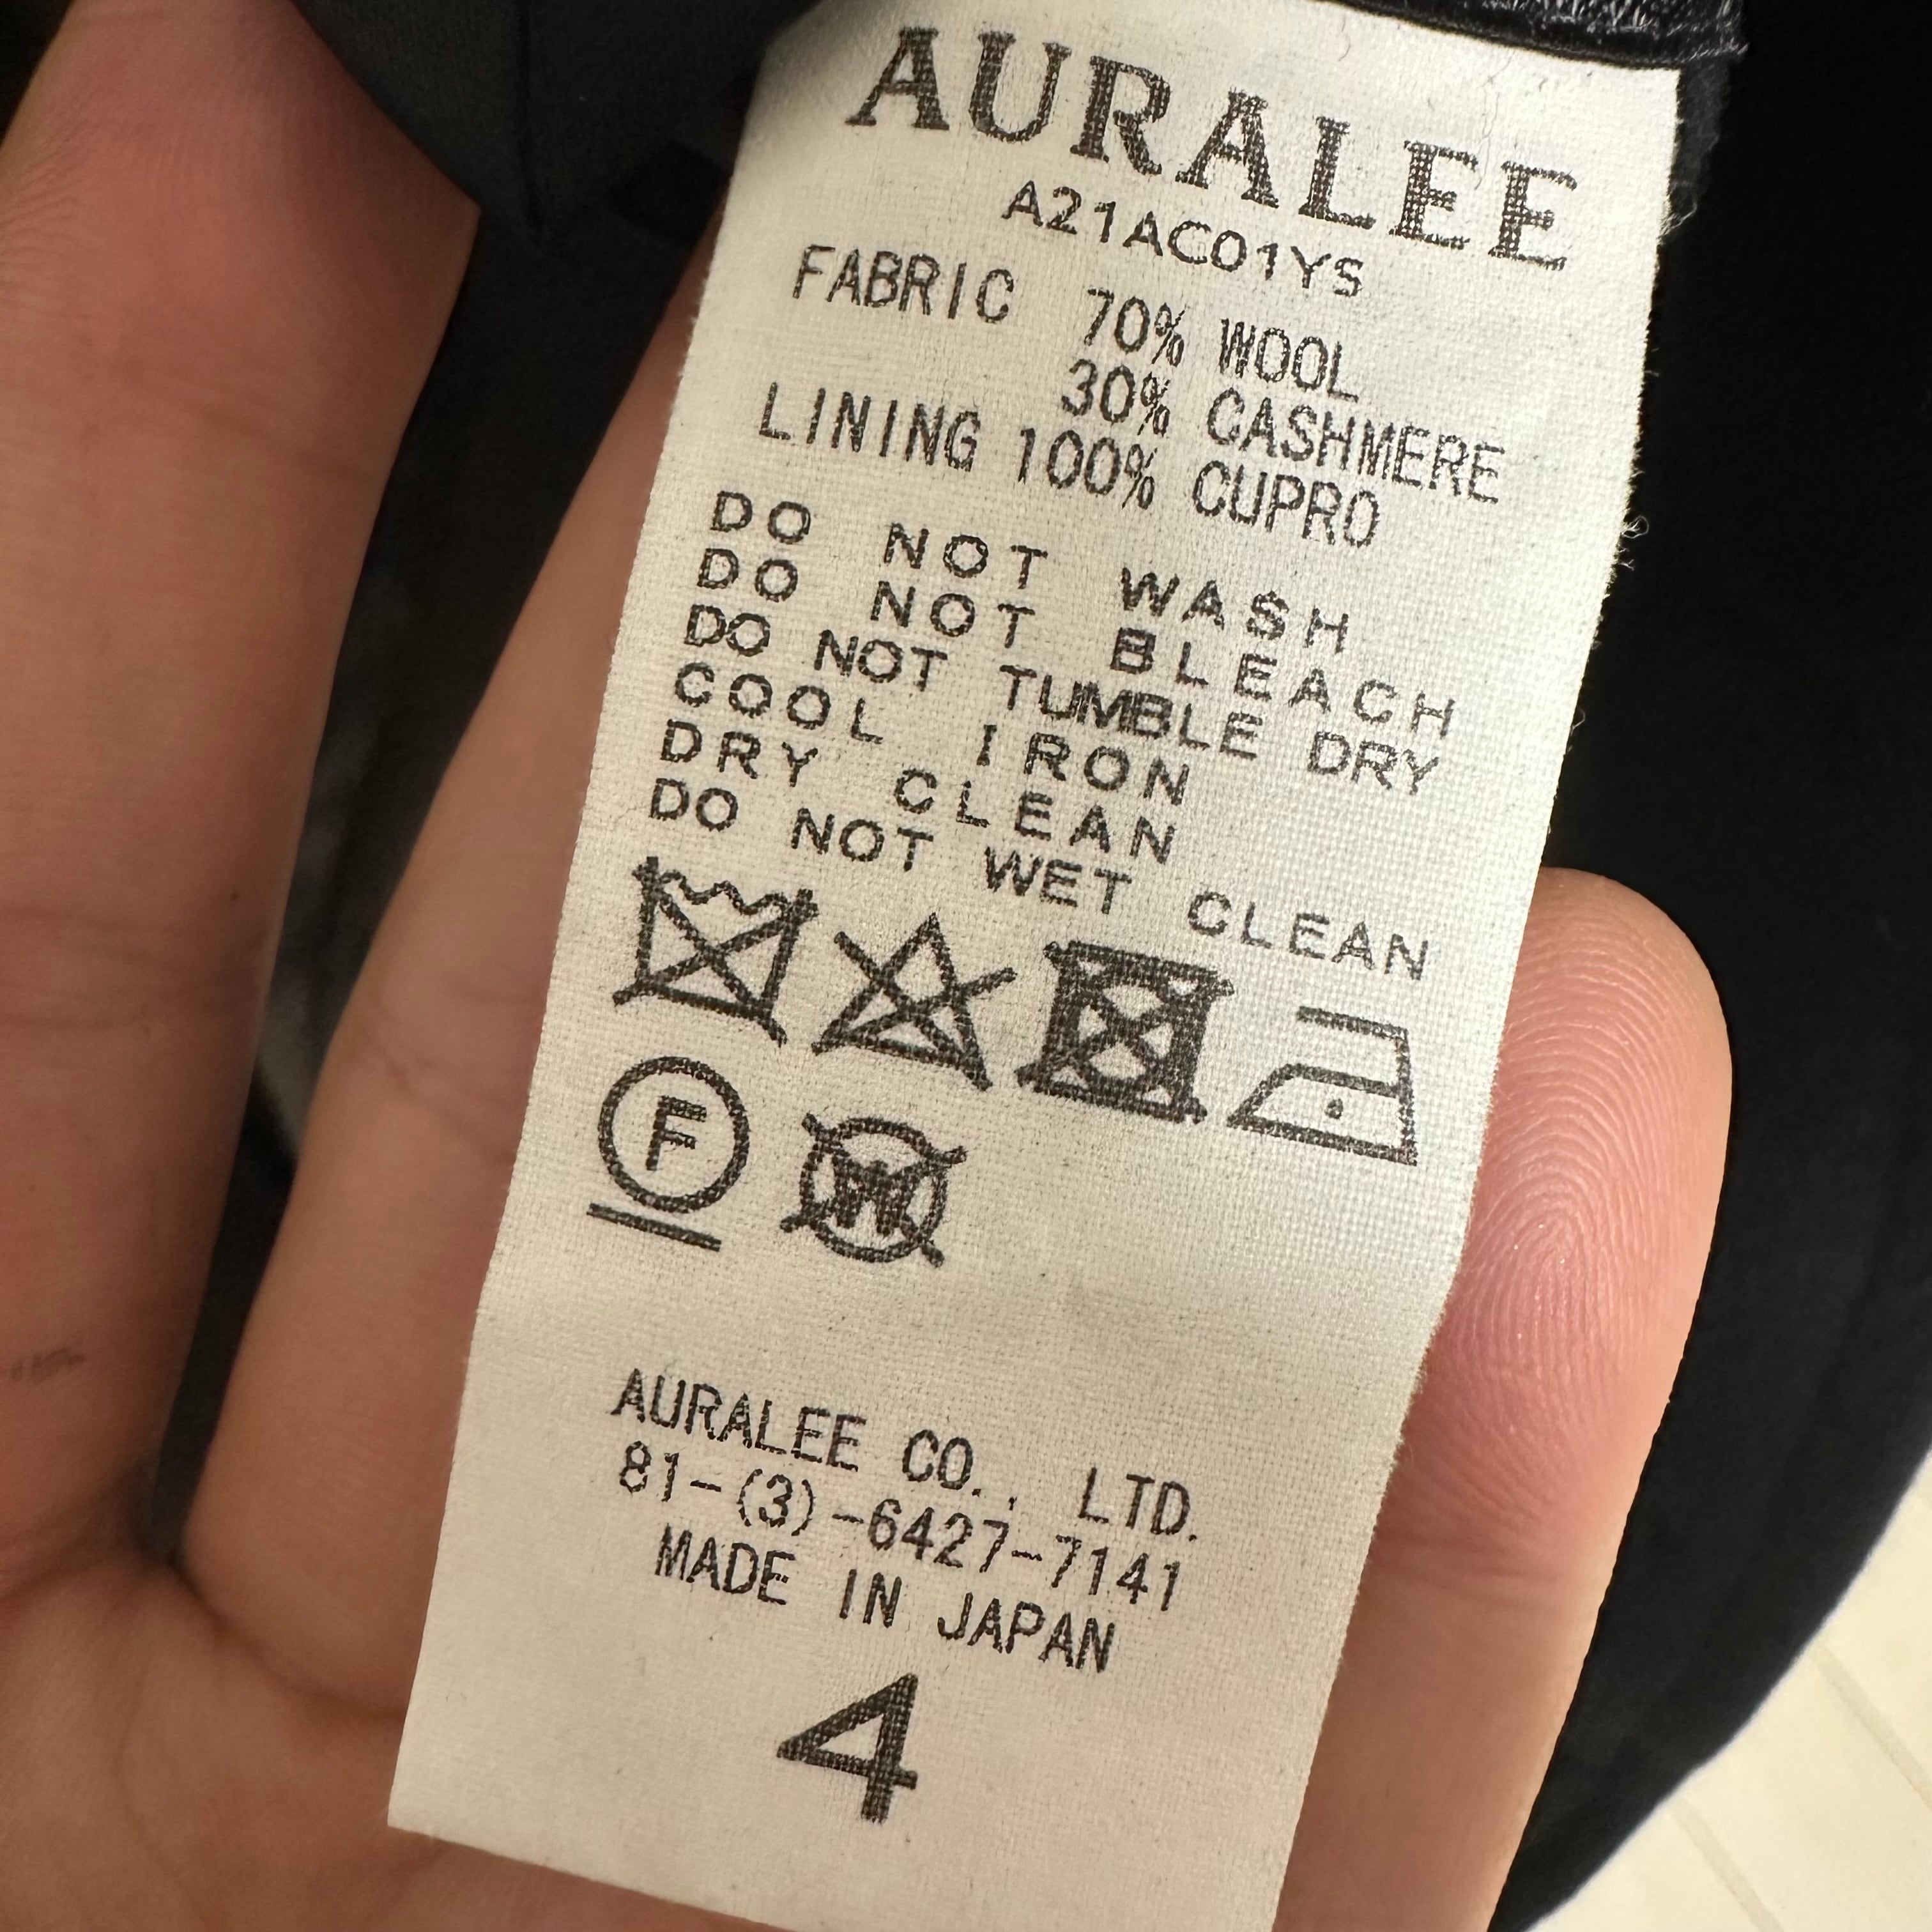 AURALEE
A21AC01YS
FABRIC 70% WOOL
30% CASHMERE
LINING 100% CUPRO
DO NOT WASH
DO NOT BLEACH
DO NOT TUMBLE DRY
COOL IRON
DRY CLEAN
DO NOT WET CLEAN
F W
AURALEE CO., LTD.
81-(3)-6427-7141
MADE IN JAPAN
4